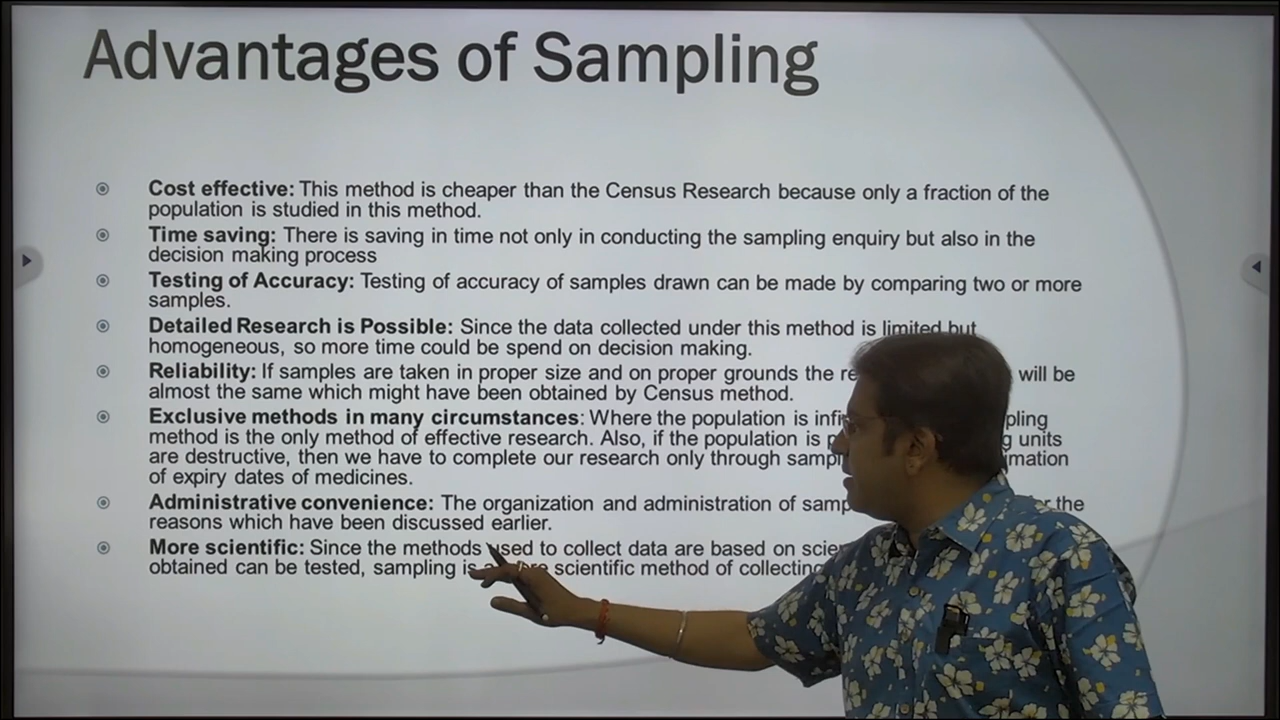 Advantages of Sampling
Cost effective: This method is cheaper than the Census Research because only a fraction of the
population is studied in this method.
Time saving: There is saving in time not only in conducting the sampling enquiry but also in the
decision making process
Testing of Accuracy: Testing of accuracy of samples drawn can be made by comparing two or more
samples.
Detailed Research is Possible: Since the data collected under this method is limited but
homogeneous, so more time could be spend on decision making.
Reliability: If samples are taken in proper size and on proper grounds the will be
almost the same which might have been obtained by Census method.
Exclusive methods in many circumstances: Where the population is
method is the only method of effective research. Also, if the population is units
are destructive, then we have to complete our research only through
of expiry dates of medicines.
Administrative convenience: The organization and administration of the
reasons which have been discussed earlier.
More scientific: Since the methods used to collect data are based on
obtained can be tested, sampling is scientific method of collecting